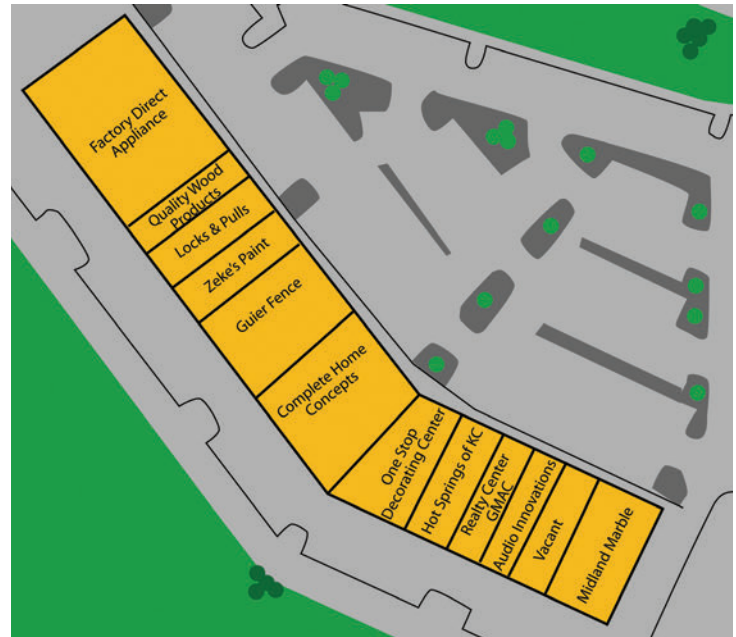 Factory Direct
Appliance
Quality Wood
Products
Locks & Pulls
Zeke's Paint
Guier Fence
Complete Home
Concepts
One Stop
Decorating Center
Hot Springs of KC
Realty Center
GMAC
Audio Innovations
Vacant
Midland Marble